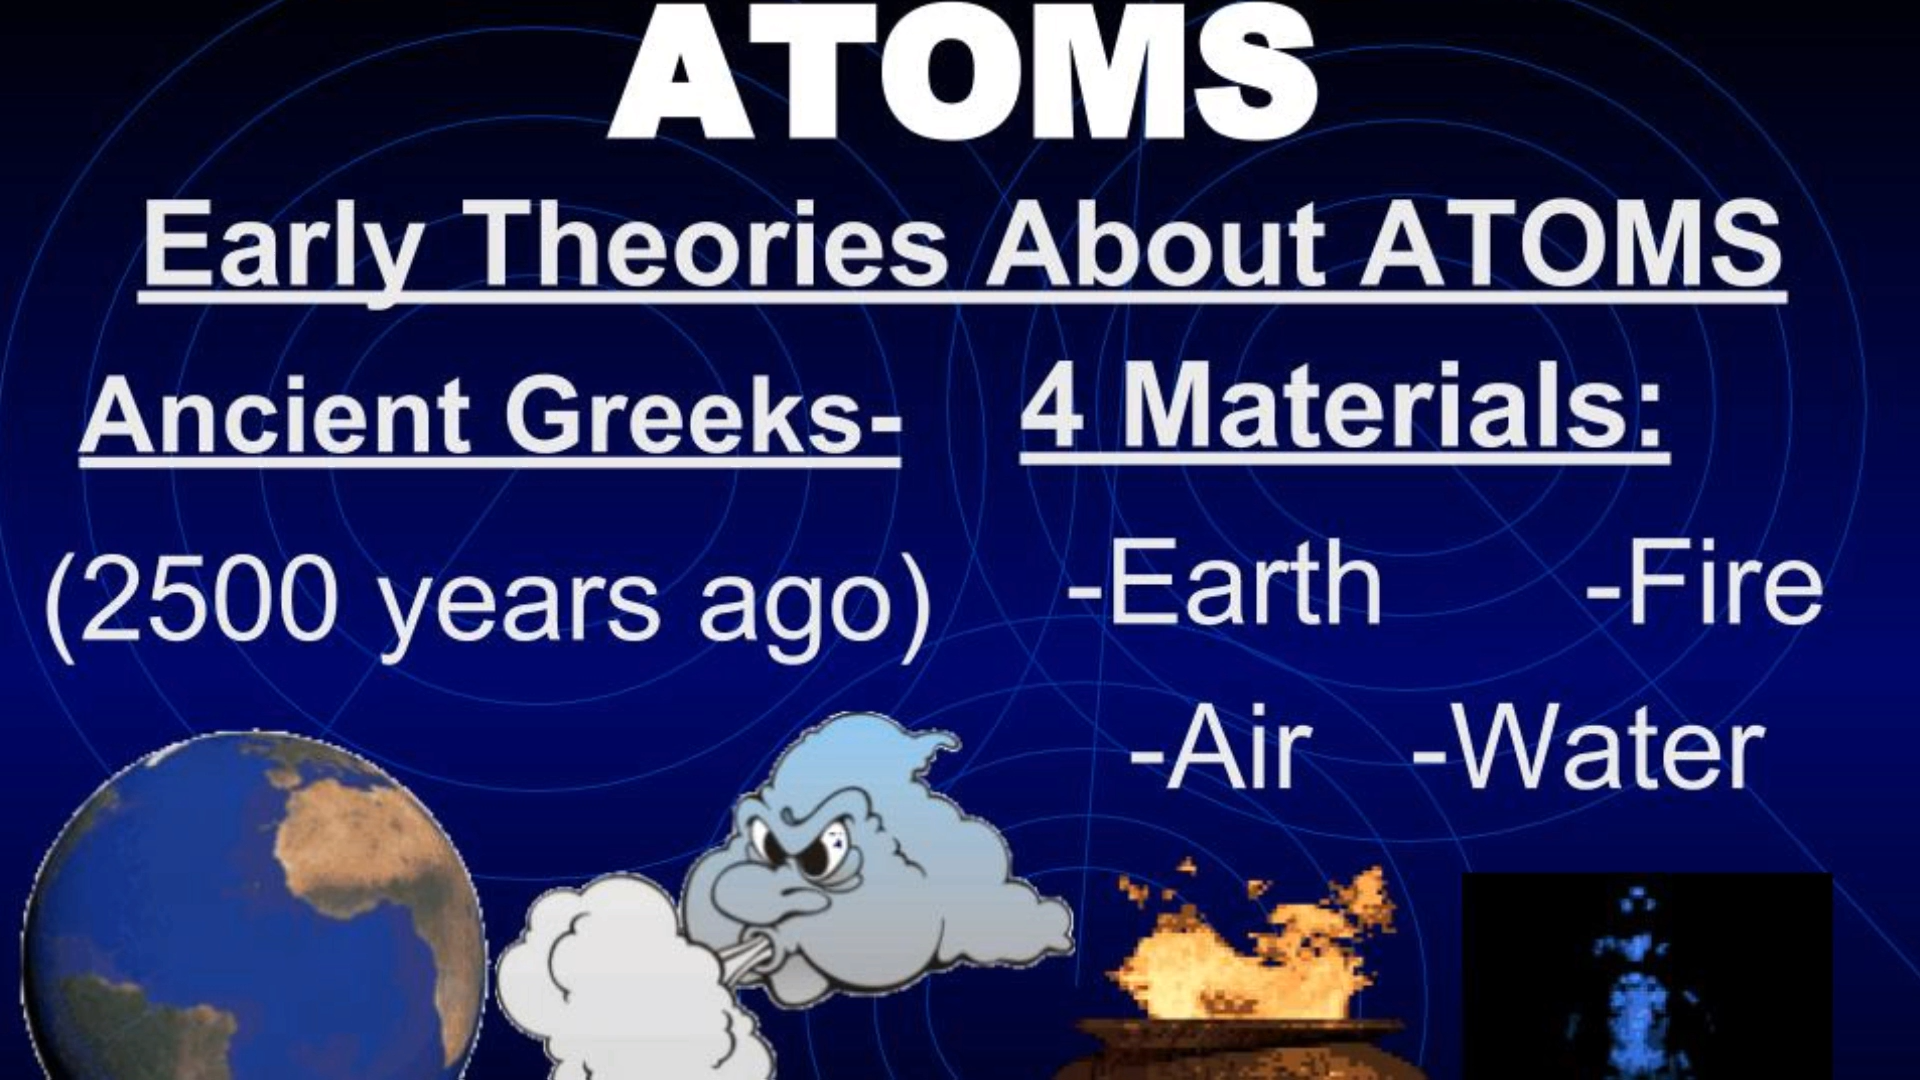 ATOMS
Early Theories About ATOMS
Ancient Greeks-
(2500 years ago)
4 Materials:
-Earth -Fire
-Air -Water